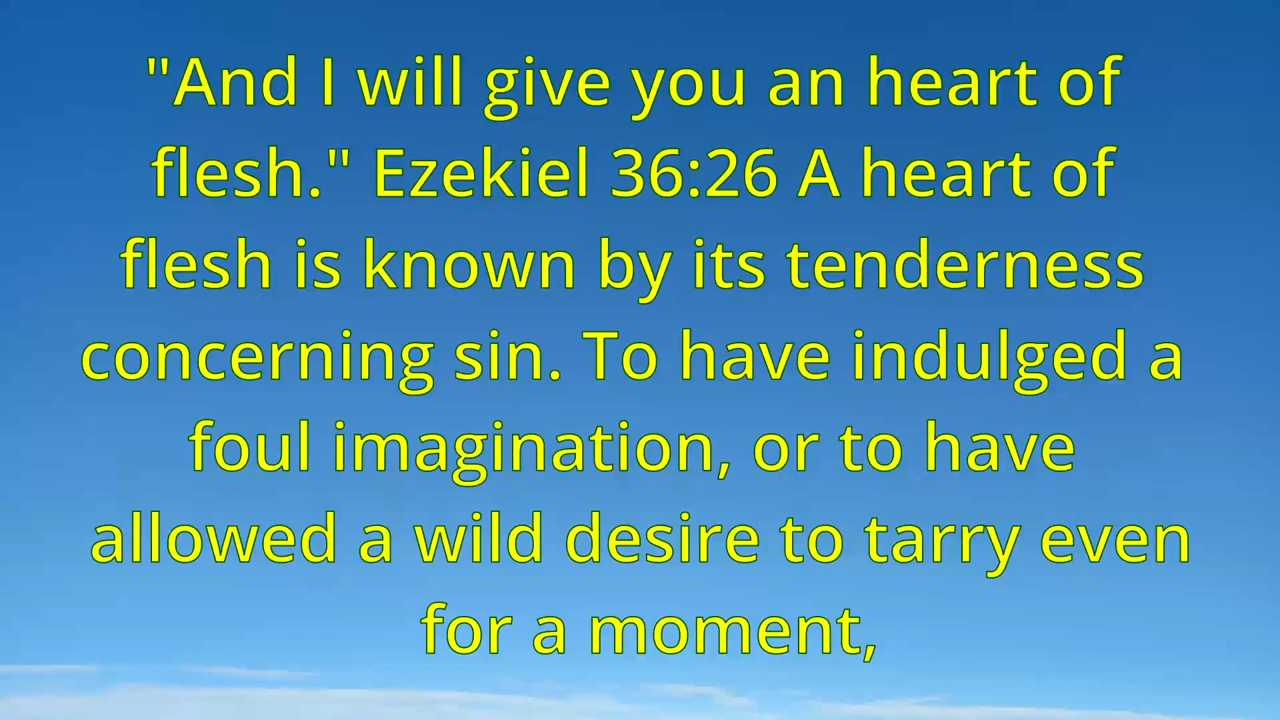 "And I will give you an heart of
flesh." Ezekiel 36:26 A heart of
flesh is known by its tenderness
concerning sin. To have indulged a
foul imagination, or to have
allowed a wild desire to tarry even
for a moment,